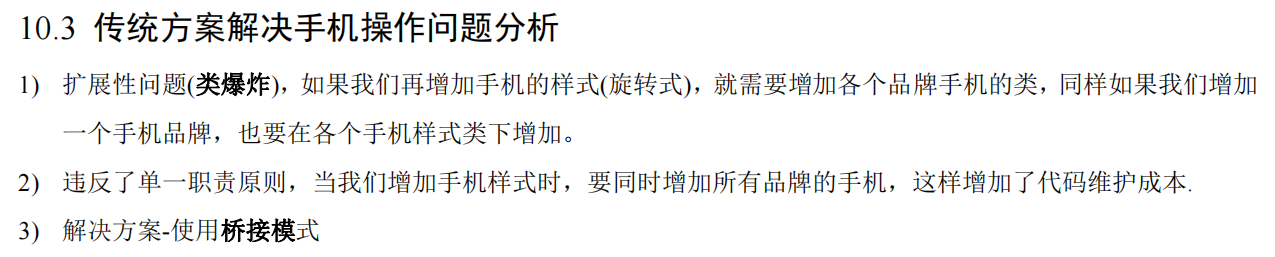 10.3 传统方案解决手机操作问题分析
1) 扩展性问题(类爆炸)，如果我们再增加手机的样式(旋转式)，就需要增加各个品牌手机的类，同样如果我们增加
一个手机品牌，也要在各个手机样式类下增加。
2) 违反了单一职责原则，当我们增加手机样式时，要同时增加所有品牌的手机，这样增加了代码维护成本.
3) 解决方案-使用桥接模式